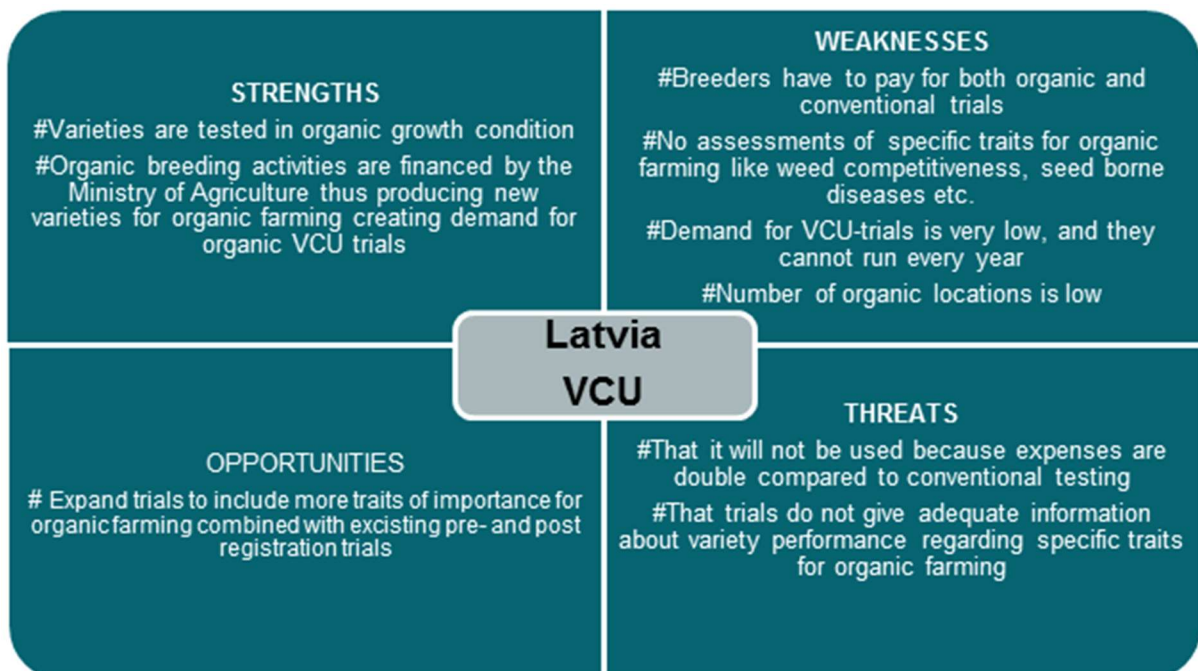 STRENGTHS
#Varieties are tested in organic growth condition
#Organic breeding activities are financed by the
Ministry of Agriculture thus producing new
varieties for organic farming creating demand for
organic VCU trials
WEAKNESSES
#Breeders have to pay for both organic and
conventional trials
#No assessments of specific traits for organic
farming like weed competitiveness, seed borne
diseases etc.
#Demand for VCU-trials is very low, and they
cannot run every year
#Number of organic locations is low
Latvia
VCU
OPPORTUNITIES
# Expand trials to include more traits of importance for
organic farming combined with excisting pre- and post
registration trials
THREATS
#That it will not be used because expenses are
double compared to conventional testing
#That trials do not give adequate information
about variety performance regarding specific traits
for organic farming